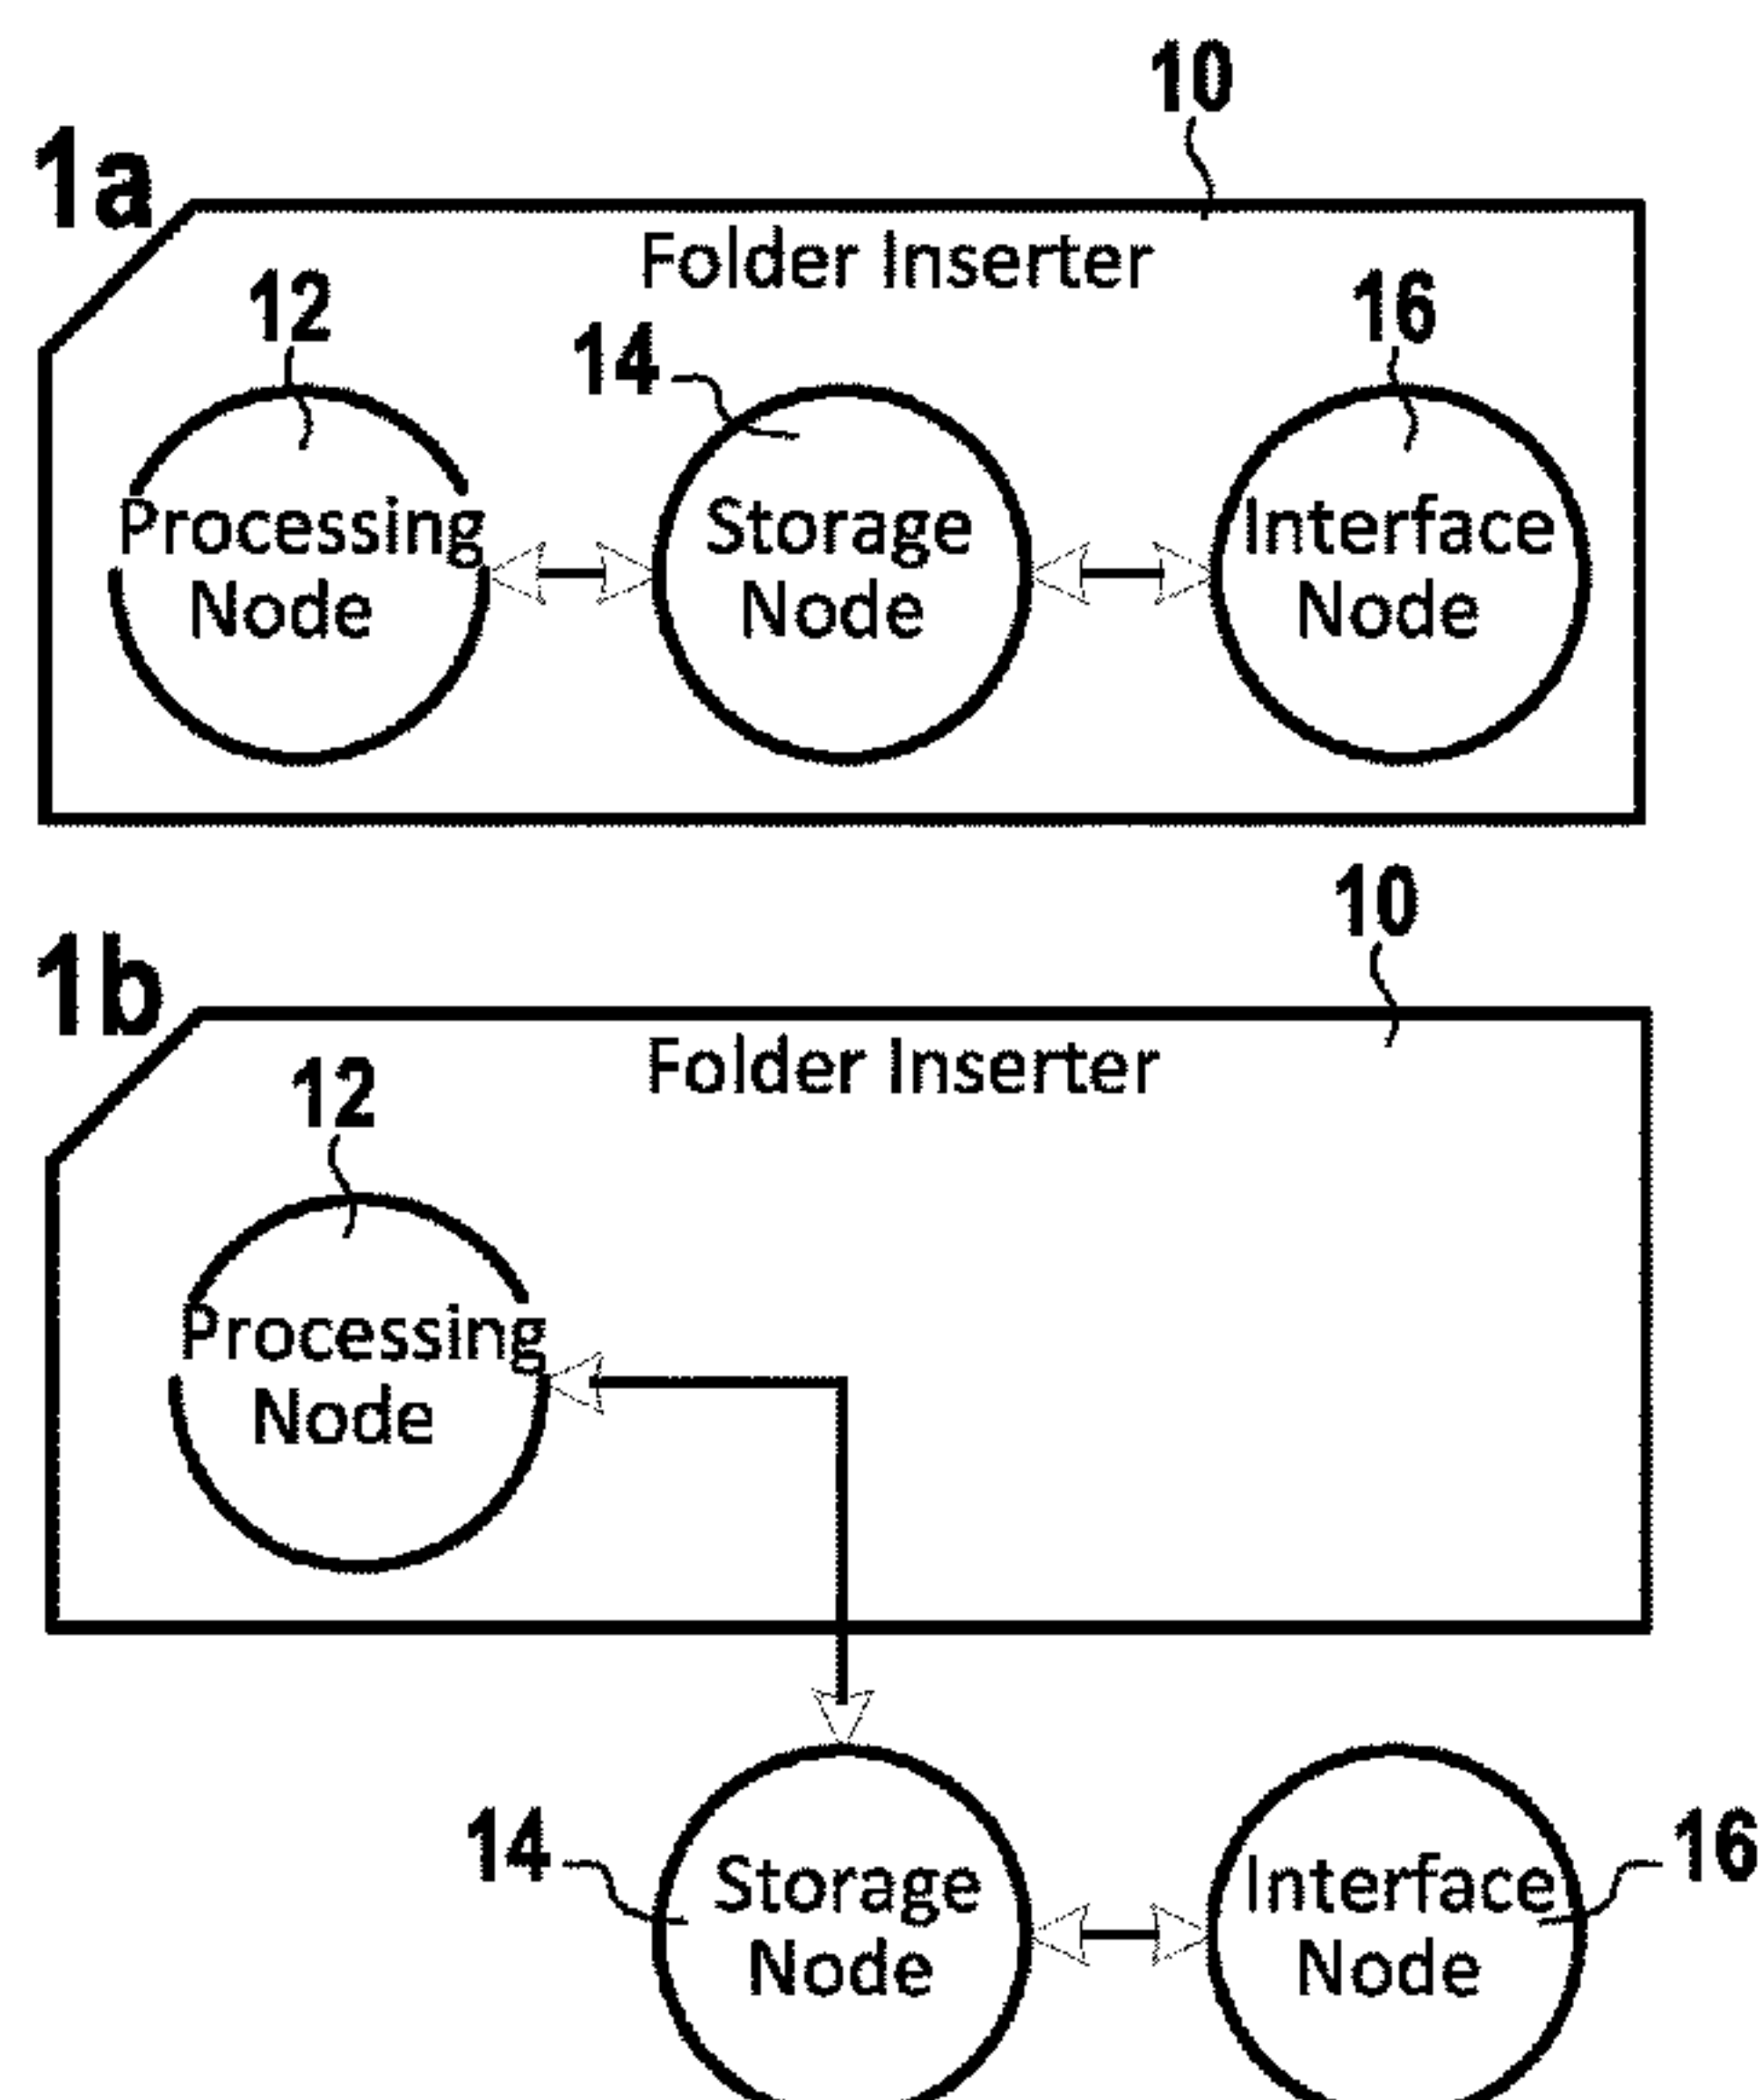 10
1a
Folder Inserter
12
14
16
Processing
Node
Storage
Node
Interface
Node
10
1b
Folder Inserter
12
Processing
Node
14
16
Storage
Node
Interface
Node